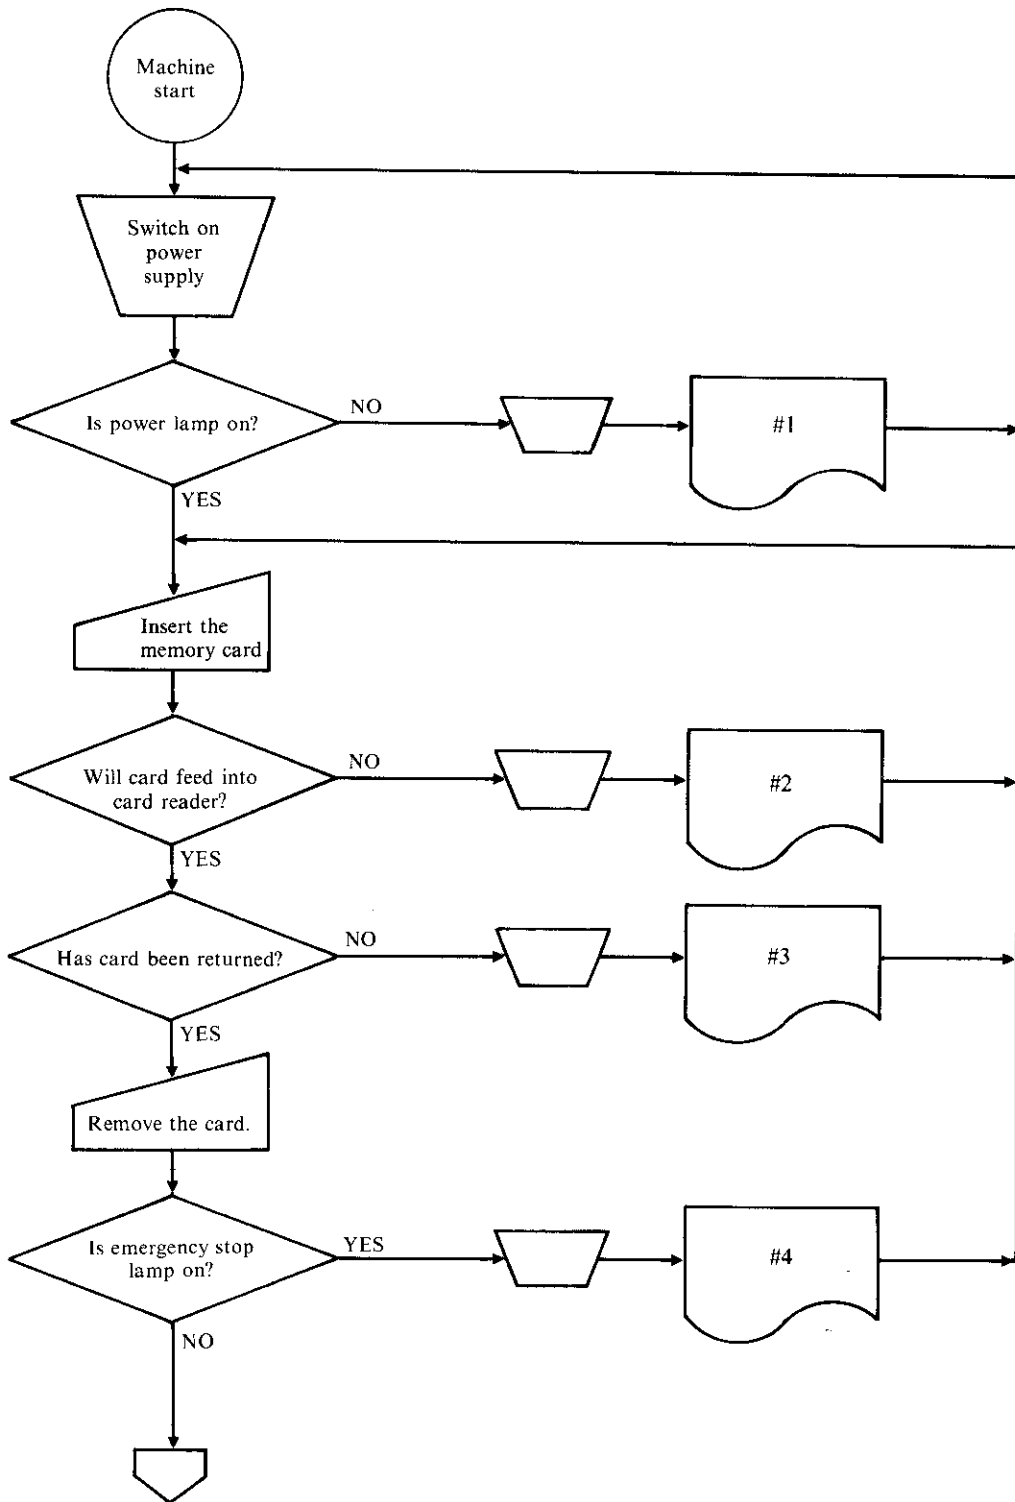 Machine
start
Switch on
power
supply
Is power lamp on?
NO
#1
YES
Insert the
memory card
Will card feed into
card reader?
NO
#2
YES
Has card been returned?
NO
#3
YES
Remove the card.
Is emergency stop
lamp on?
YES
#4
NO